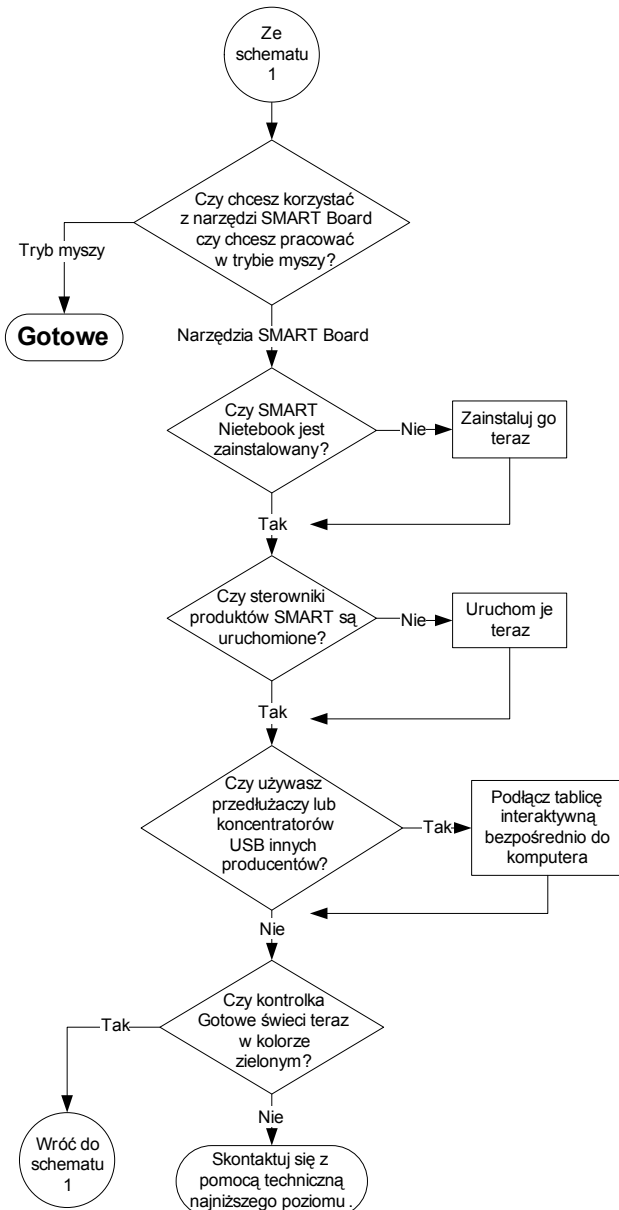 Ze
schematu
1
Czy chcesz korzystać
z narzędzi SMART Board
czy chcesz pracować
w trybie myszy?
Tryb myszy
Gotowe
Narzędzia SMART Board
Czy SMART
Nietebook jest
zainstalowany?
Nie
Zainstaluj go
teraz
Tak
Czy sterowniki
produktów SMART są
uruchomione?
Nie
Uruchom je
teraz
Tak
Czy używasz
przedłużaczy lub
koncentratorów
USB innych
producentów?
Tak
Podłącz tablicę
interaktywną
bezpośrednio do
komputera
Nie
Czy kontrolka
Gotowe świeci teraz
w kolorze
zielonym?
Tak
Wróć do
schematu
1
Nie
Skontaktuj się z
pomocą techniczną
najniższego poziomu .